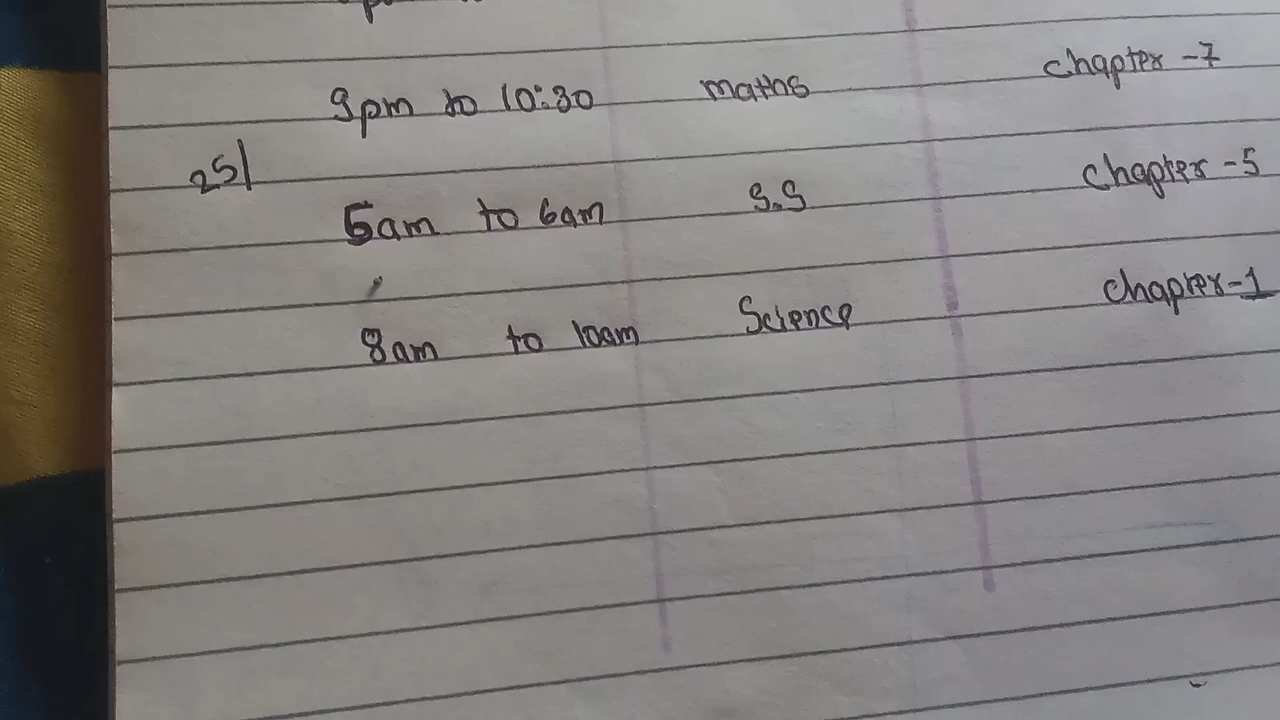 9pm to 10:30 maths chapter -7
25/
5am to 6am S.S chapter -5
8am to 10am Science chapter-1